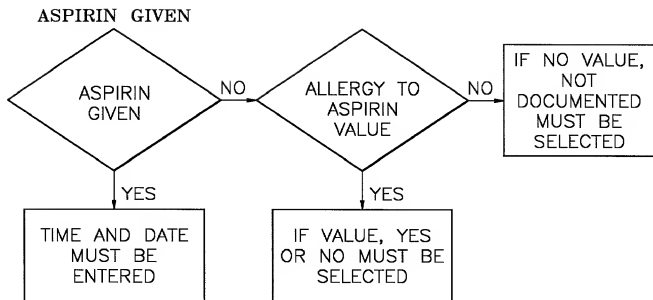 ASPIRIN GIVEN
ASPIRIN
GIVEN
NO
ALLERGY TO
ASPIRIN
VALUE
NO
IF NO VALUE,
NOT
DOCUMENTED
MUST BE
SELECTED
YES
YES
TIME AND DATE
MUST BE
ENTERED
IF VALUE, YES
OR NO MUST BE
SELECTED